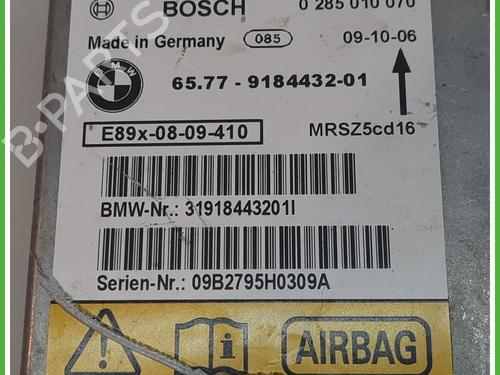 BOSCH 0 285 010 070
Made in Germany 085 09-10-06
BMW 65.77 - 9184432-01
E89x-08-09-410 MRSZ5cd16
BMW-Nr.: 31918443201I
Serien-Nr.: 09B2795H0309A
AIRBAG
B-PARTS